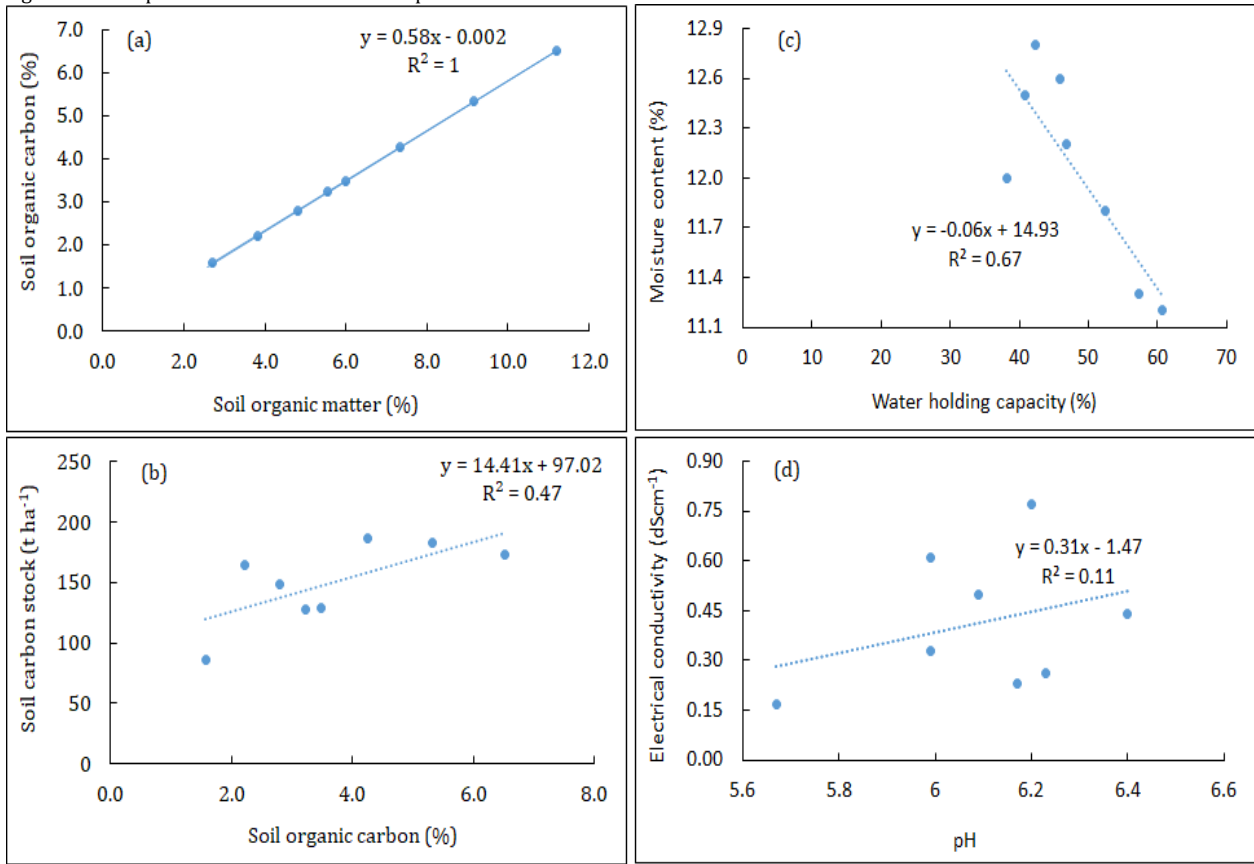 (a)
y = 0.58x - 0.002
R² = 1
Soil organic carbon (%)
7.0
6.0
5.0
4.0
3.0
2.0
1.0
0.0
0.0 2.0 4.0 6.0 8.0 10.0 12.0
Soil organic matter (%)
(c)
Moisture content (%)
12.9
12.6
12.3
12.0
11.7
11.4
11.1
y = -0.06x + 14.93
R² = 0.67
0 10 20 30 40 50 60 70
Water holding capacity (%)
(b)
y = 14.41x + 97.02
R² = 0.47
Soil carbon stock (t ha⁻¹)
250
200
150
100
50
0
0 2.0 4.0 6.0 8.0
Soil organic carbon (%)
(d)
Electrical conductivity (dScm⁻¹)
0.90
0.75
0.60
0.45
0.30
0.15
0.00
y = 0.31x - 1.47
R² = 0.11
5.6 6 6.2 6.4 6.6
pH